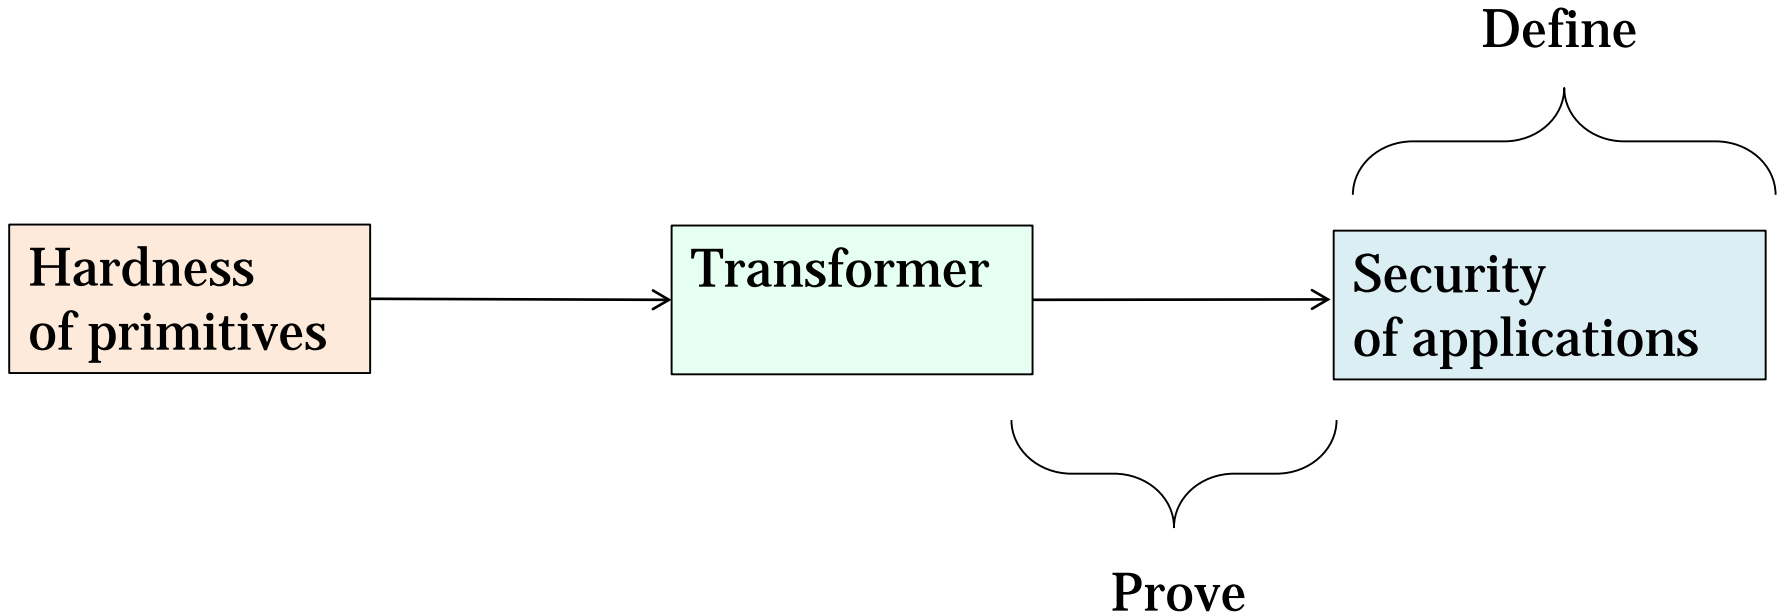 Define
Hardness
of primitives
Transformer
Security
of applications
Prove